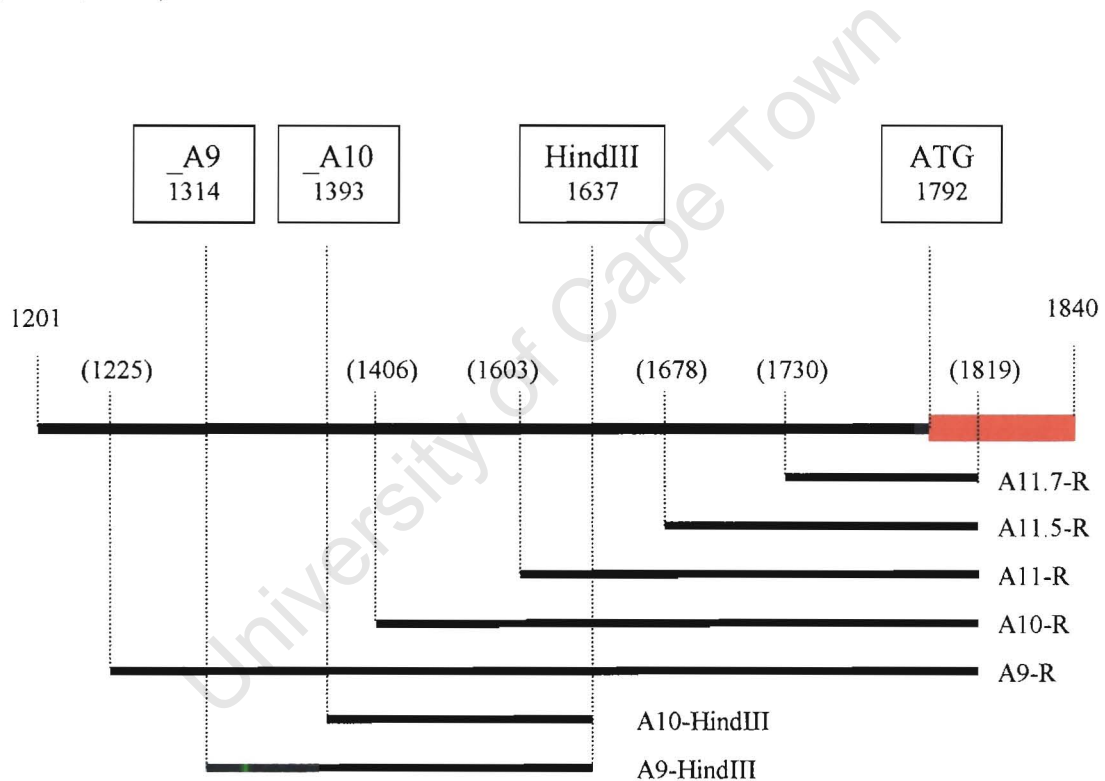 _A9
1314
_A10
1393
HindIII
1637
ATG
1792
1201
1840
(1225)
(1406)
(1603)
(1678)
(1730)
(1819)
A11.7-R
A11.5-R
A11-R
A10-R
A9-R
A10-HindIII
A9-HindIII
University of Cape Town